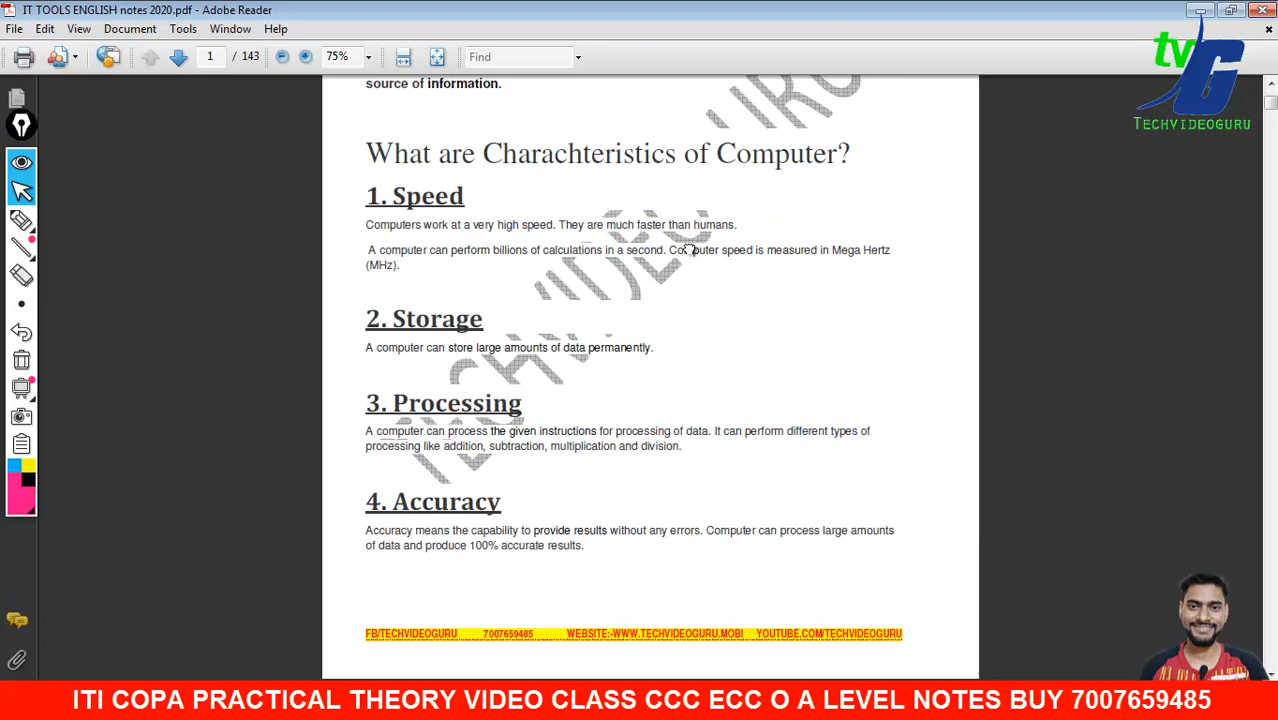 IT TOOLS ENGLISH notes 2020.pdf - Adobe Reader
File Edit View Document Tools Window Help
1 / 143 75% Find
tv
G
TECHVIDEOGURU
source of information.
What are Charachteristics of Computer?
1. Speed
Computers work at a very high speed. They are much faster than humans.
A computer can perform billions of calculations in a second. Computer speed is measured in Mega Hertz
(MHz).
2. Storage
A computer can store large amounts of data permanently.
3. Processing
A computer can process the given instructions for processing of data. It can perform different types of
processing like addition, subtraction, multiplication and division.
4. Accuracy
Accuracy means the capability to provide results without any errors. Computer can process large amounts
of data and produce 100% accurate results.
FB/TECHVIDEOGURU 7007659485 WEBSITE:-WWW.TECHVIDEOGURU.MOBI YOUTUBE.COM/TECHVIDEOGURU
ITI COPA PRACTICAL THEORY VIDEO CLASS CCC ECC O A LEVEL NOTES BUY 7007659485